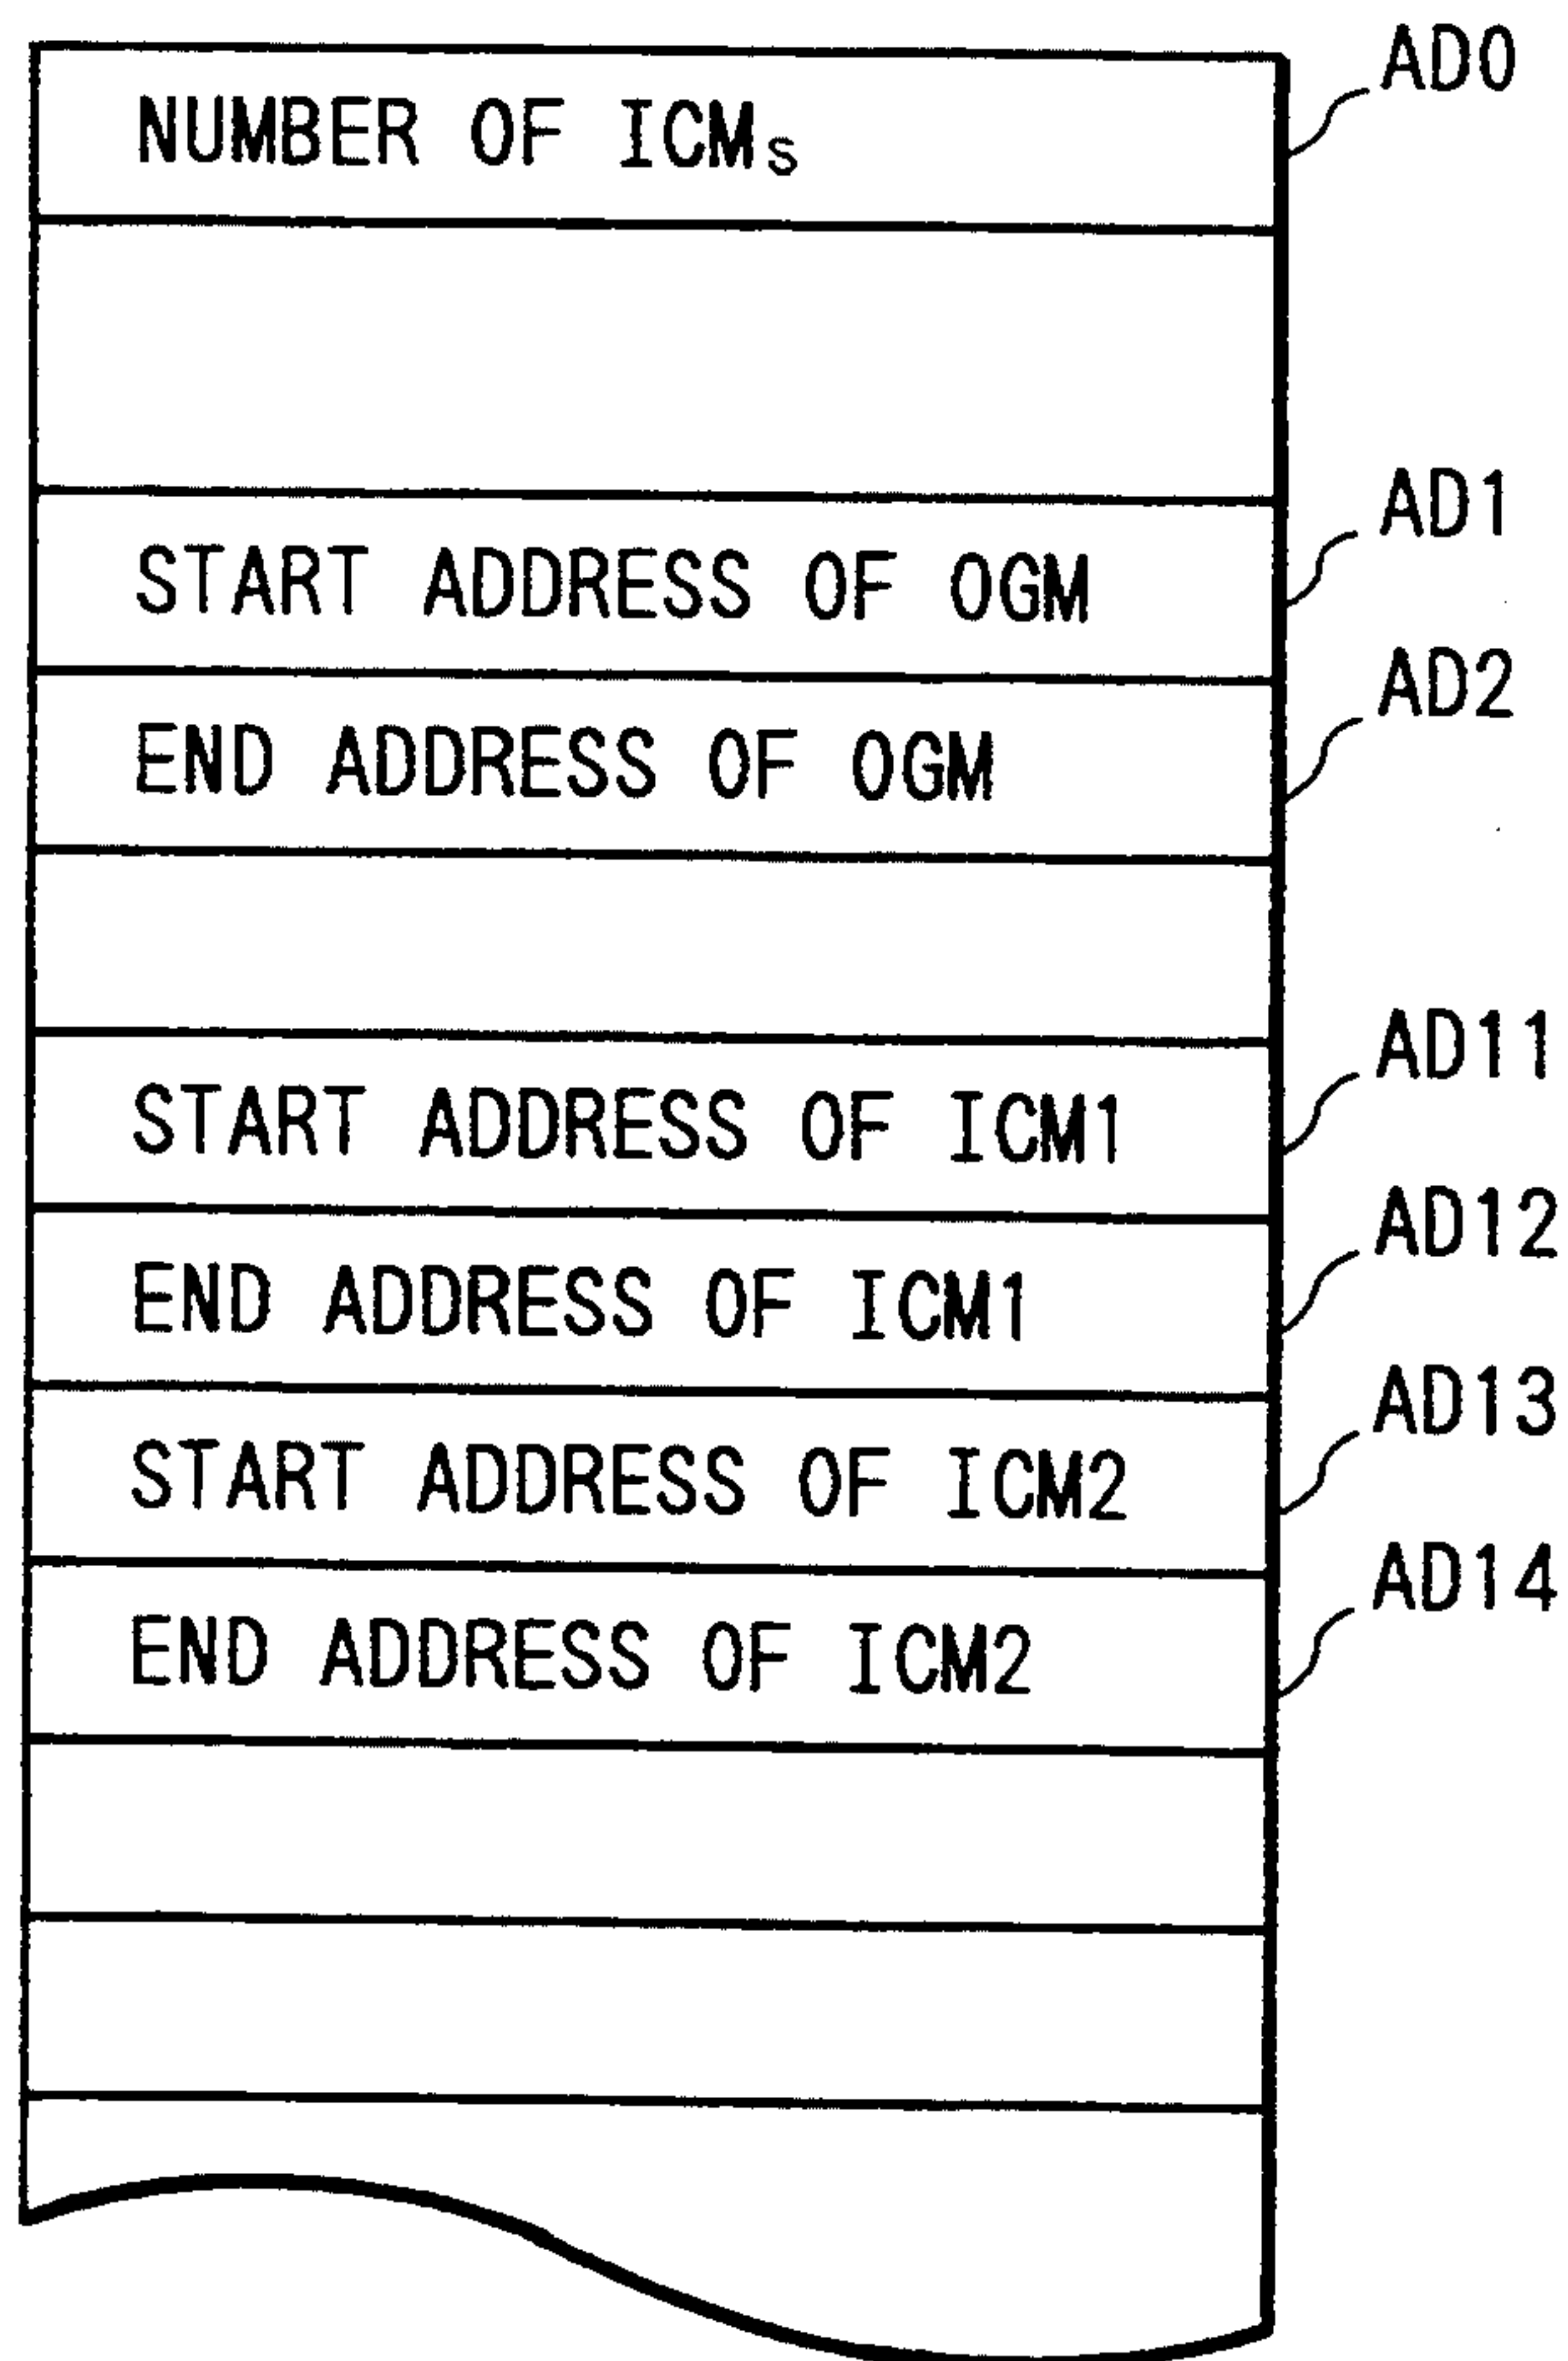 AD0
NUMBER OF ICMs
AD1
START ADDRESS OF OGM
AD2
END ADDRESS OF OGM
AD11
START ADDRESS OF ICM1
AD12
END ADDRESS OF ICM1
AD13
START ADDRESS OF ICM2
AD14
END ADDRESS OF ICM2